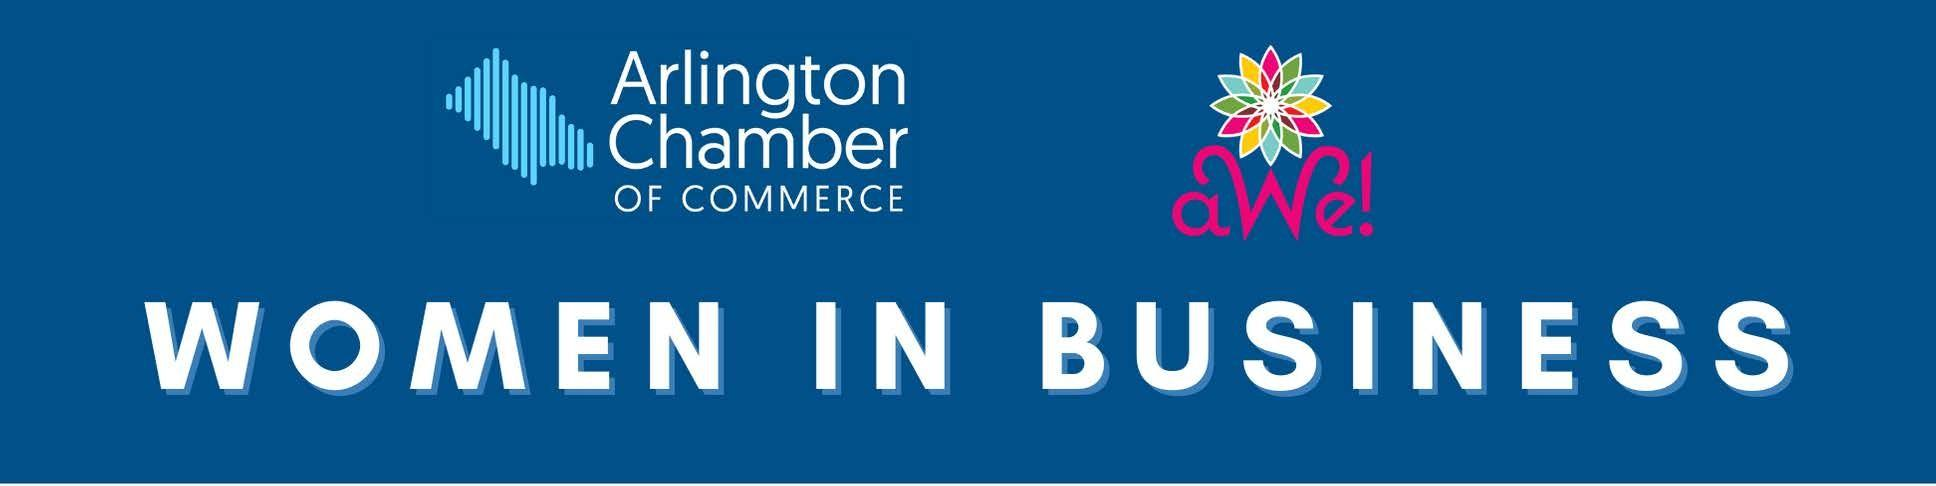 Arlington
Chamber
OF COMMERCE
aWe!
WOMEN IN BUSINESS